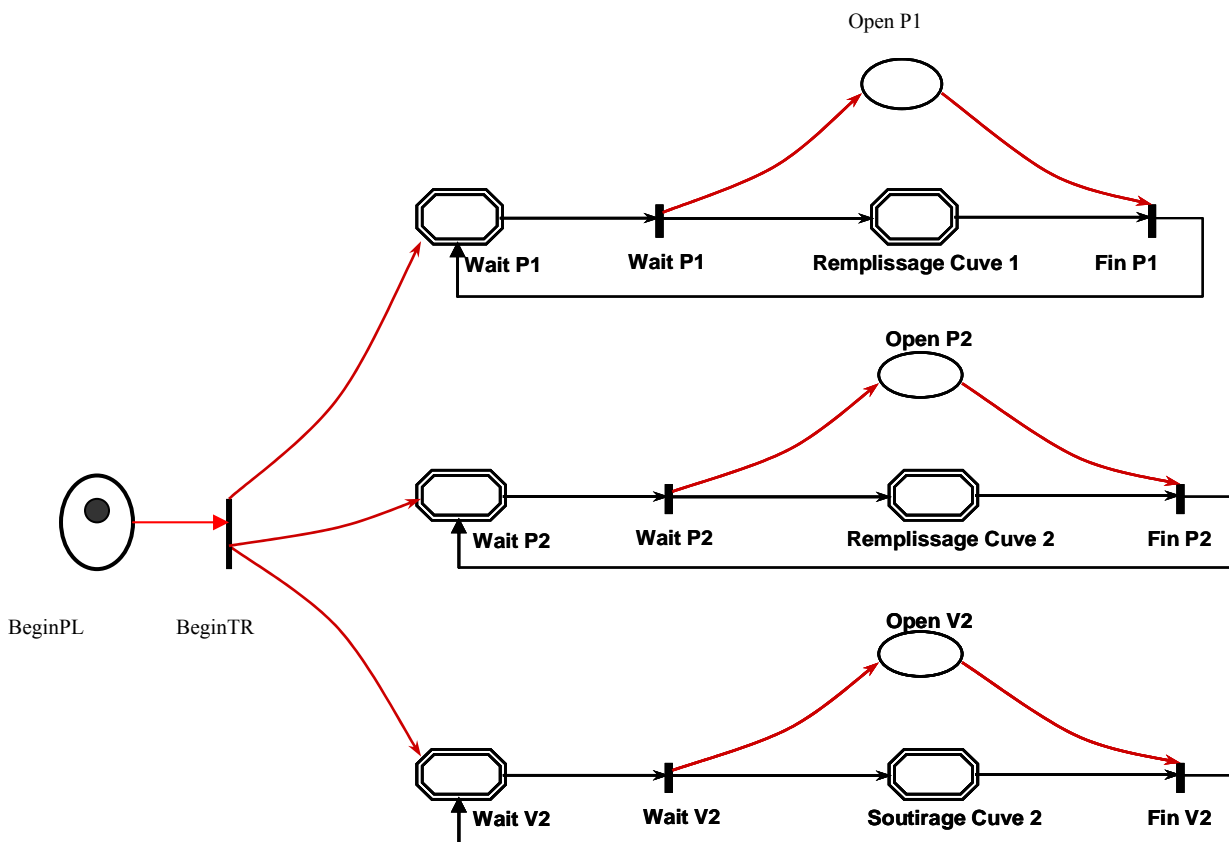 Open P1
Wait P1
Wait P1
Remplissage Cuve 1
Fin P1
Open P2
Wait P2
Wait P2
Remplissage Cuve 2
Fin P2
BeginPL
BeginTR
Open V2
Wait V2
Wait V2
Soutirage Cuve 2
Fin V2